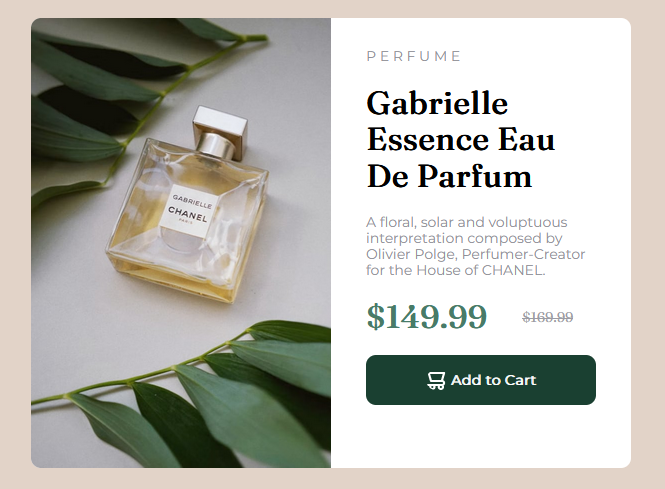 GABRIELLE
CHANEL
PARIS
PERFUME
Gabrielle
Essence Eau
De Parfum
A floral, solar and voluptuous
interpretation composed by
Olivier Polge, Perfumer-Creator
for the House of CHANEL.
$149.99 $169.99
Add to Cart